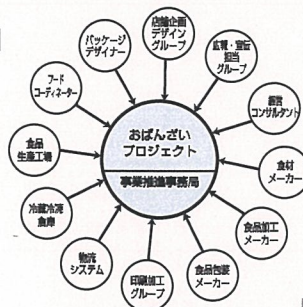 店舗企画
デザイン
グループ
広報・宣伝
担当
グループ
経営
コンサルタント
食材
メーカー
食品加工
メーカー
食品包装
メーカー
印刷加工
グループ
物流
システム
冷蔵冷凍
倉庫
食品
生産工場
フード
コーディネーター
パッケージ
デザイナー
おばんざい
プロジェクト
事業推進事務局